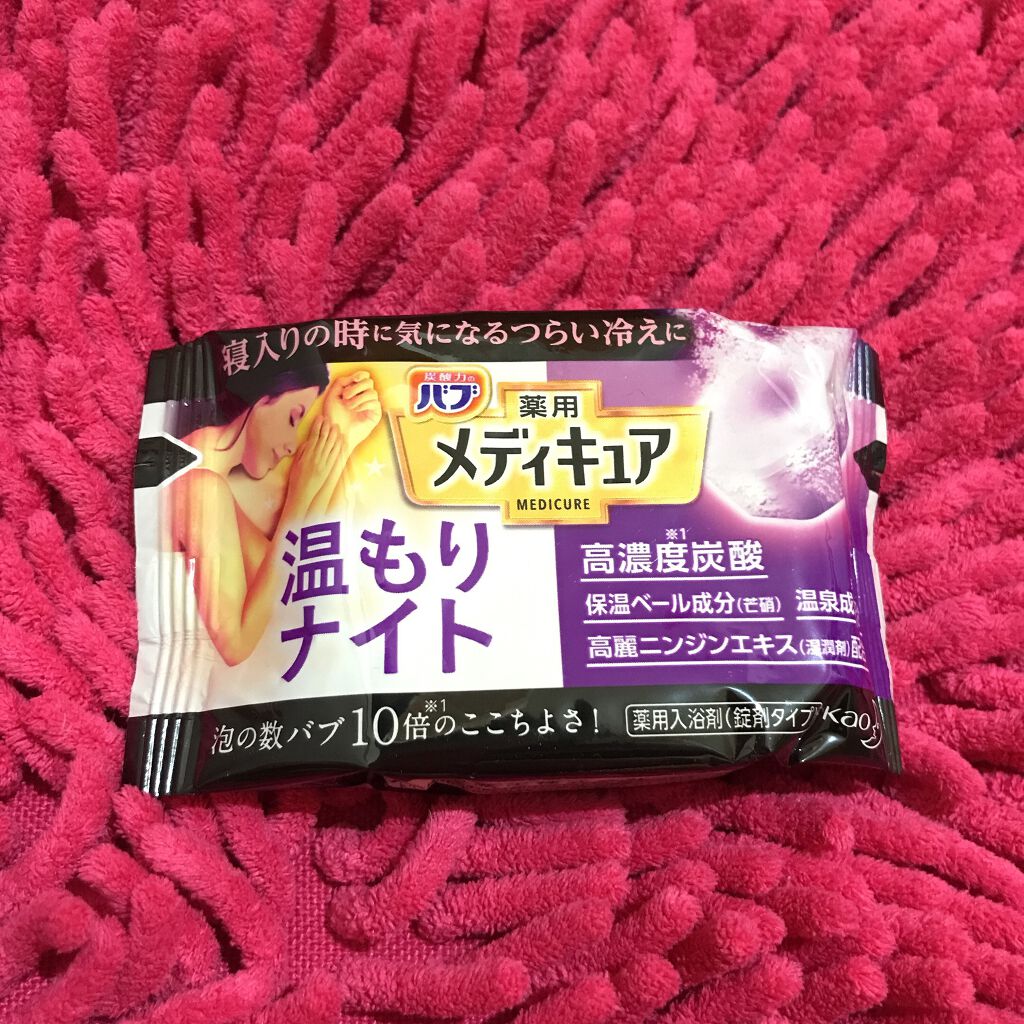 寝入りの時に気になるつらい冷えに
炭酸力の
バブ
薬用
メディキュア
MEDICURE
温もり
ナイト
※1
高濃度炭酸
保温ベール成分(芒硝) 温泉成
高麗ニンジンエキス(湿潤剤)配
※1
泡の数バブ10倍のここちよさ!
薬用入浴剤(錠剤タイプ)
Kao